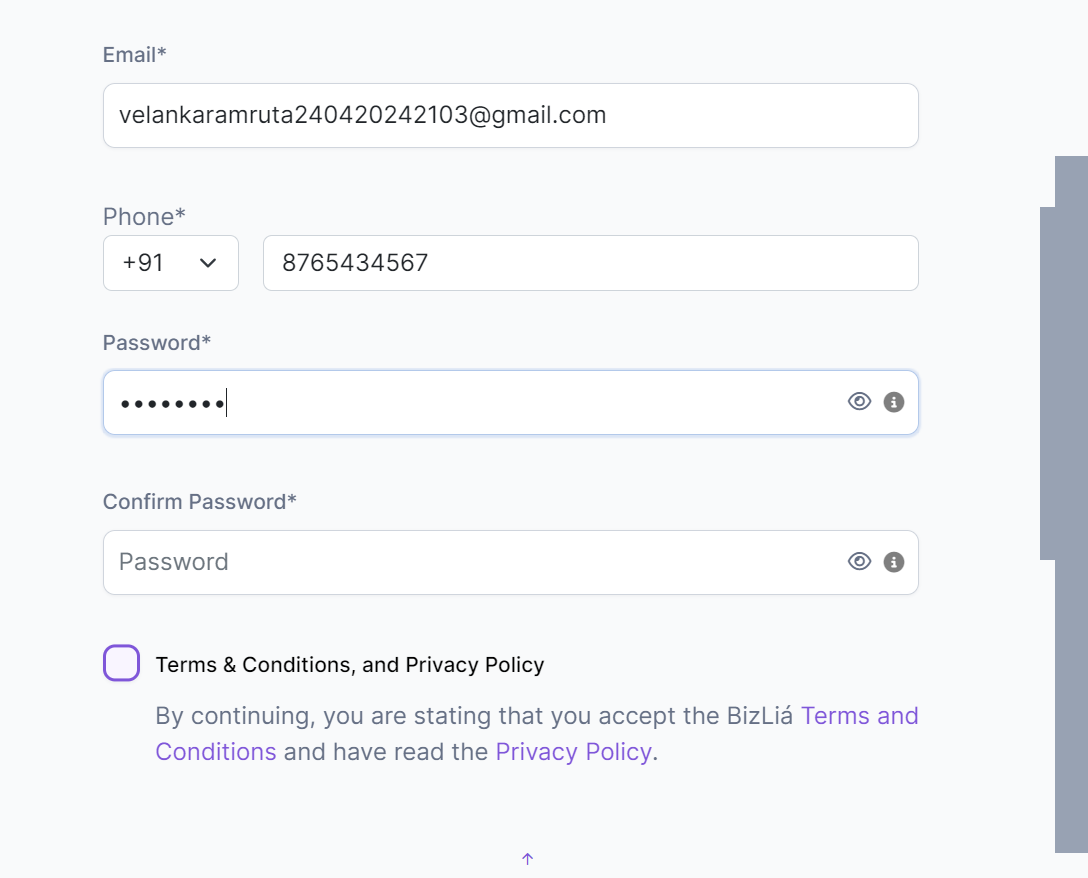 Email*
velankaramruta240420242103@gmail.com
Phone*
+91 8765434567
Password*
••••••••
Confirm Password*
Password
Terms & Conditions, and Privacy Policy
By continuing, you are stating that you accept the BizLiá Terms and
Conditions and have read the Privacy Policy.
↑